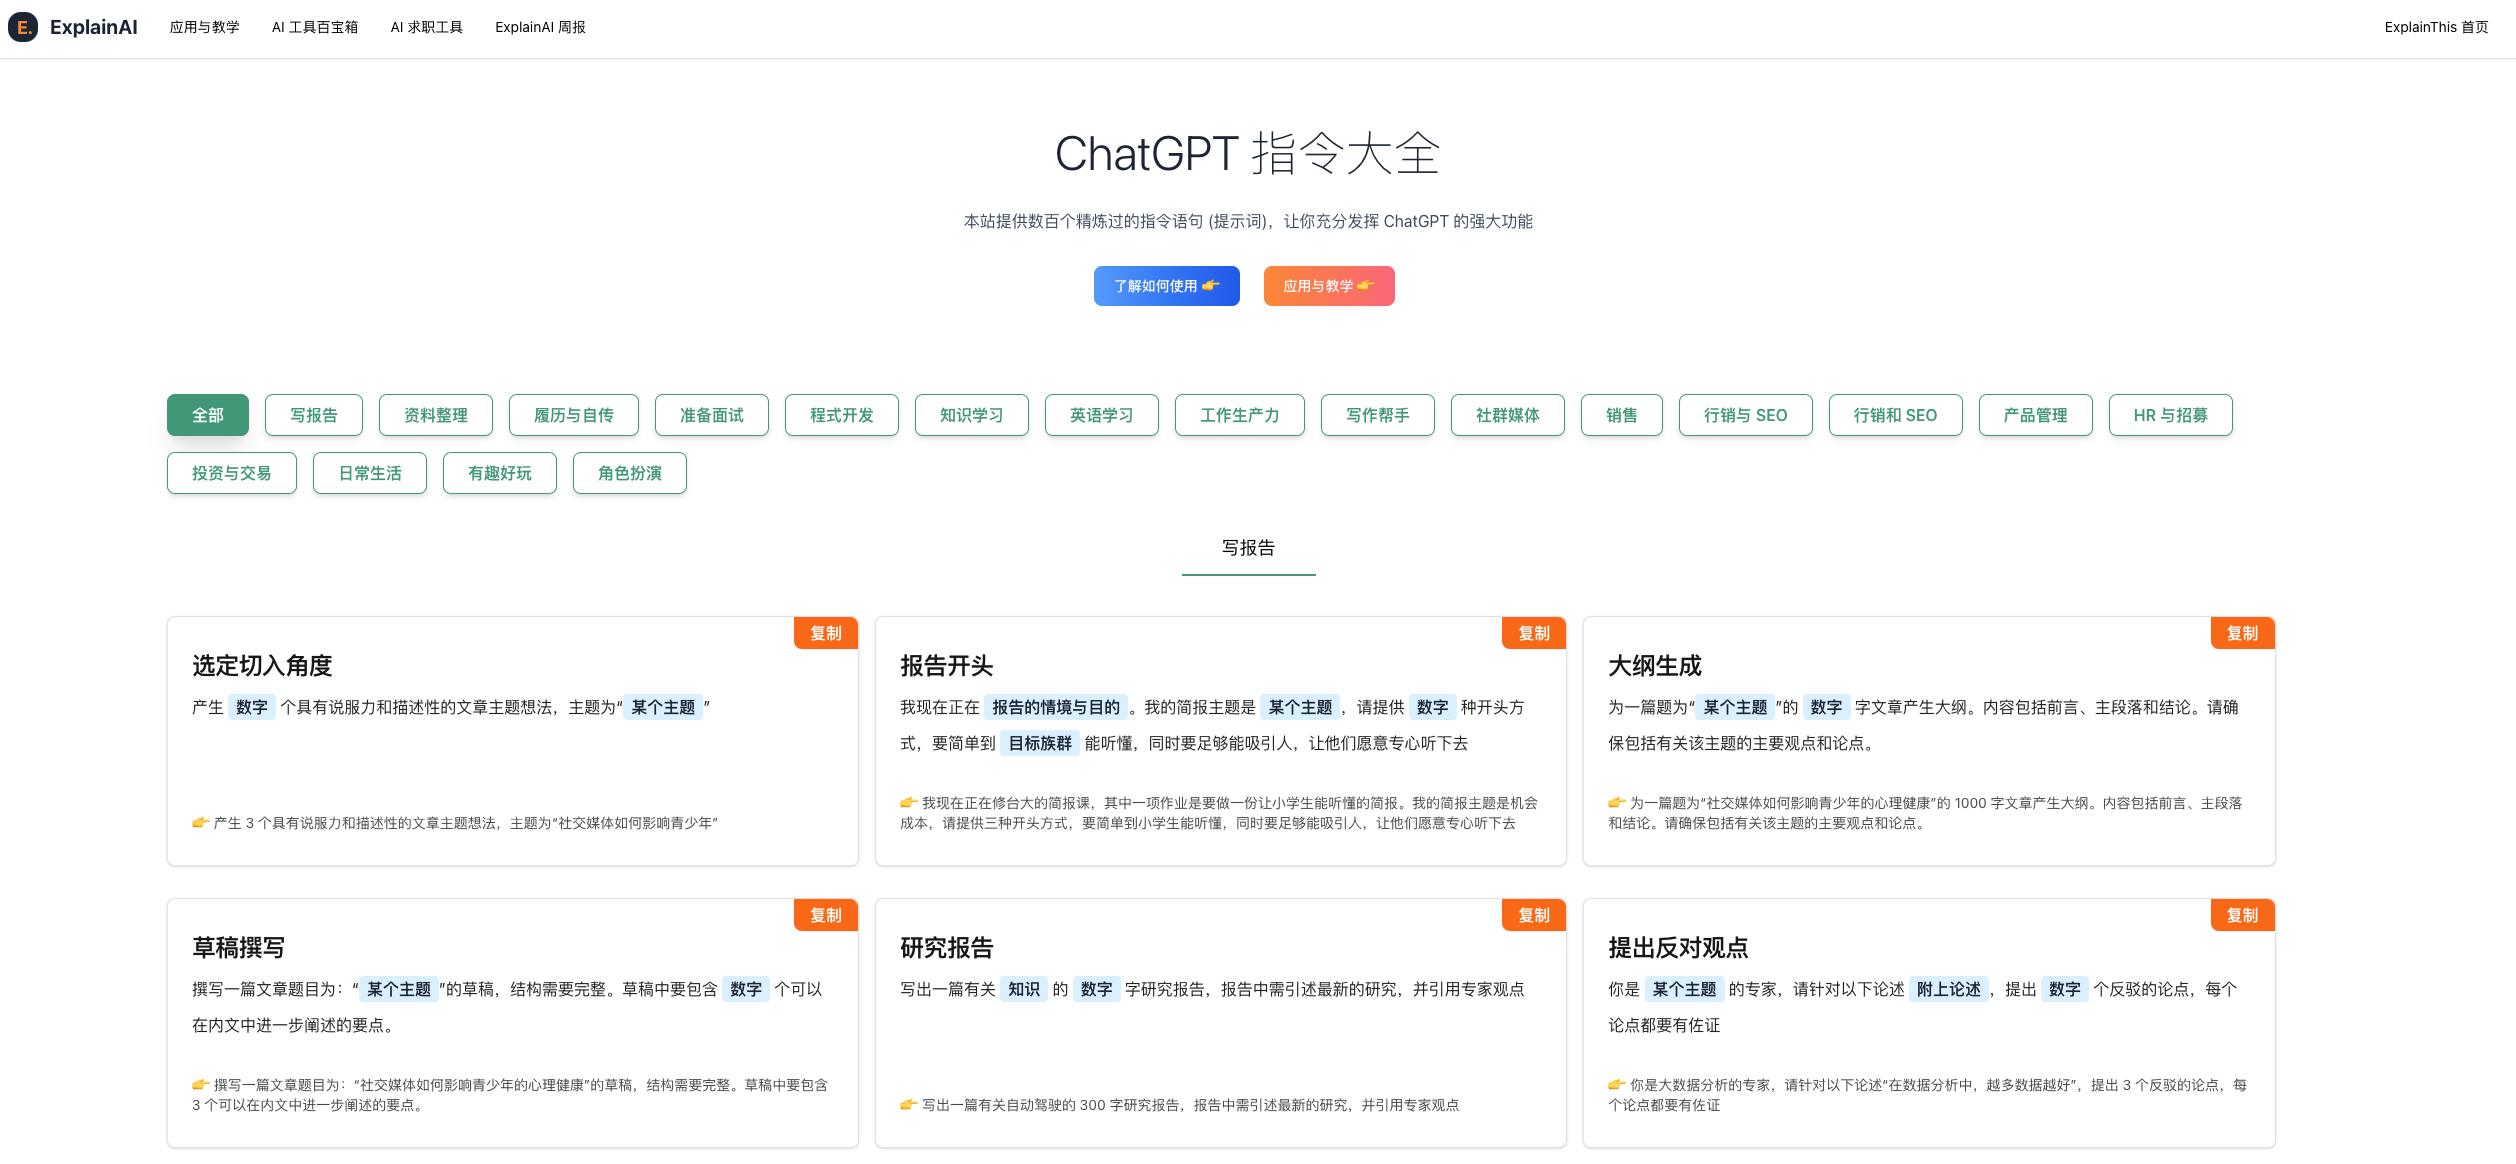 E. ExplainAI 应用与教学 AI 工具百宝箱 AI 求职工具 ExplainAI 周报 ExplainThis 首页
ChatGPT 指令大全
本站提供数百个精炼过的指令语句 (提示词)，让你充分发挥 ChatGPT 的强大功能
了解如何使用 👉 应用与教学 👉
全部 写报告 资料整理 履历与自传 准备面试 程式开发 知识学习 英语学习 工作生产力 写作帮手 社群媒体 销售 行销与 SEO 行销和 SEO 产品管理 HR 与招募
投资与交易 日常生活 有趣好玩 角色扮演
写报告
复制
选定切入角度
产生 数字 个具有说服力和描述性的文章主题想法，主题为“某个主题”
👉 产生 3 个具有说服力和描述性的文章主题想法，主题为“社交媒体如何影响青少年”
复制
报告开头
我现在正在 报告的情境与目的 。我的简报主题是 某个主题 ，请提供 数字 种开头方
式，要简单到 目标族群 能听懂，同时要足够能吸引人，让他们愿意专心听下去
👉 我现在正在修台大的简报课，其中一项作业是要做一份让小学生能听懂的简报。我的简报主题是机会
成本，请提供三种开头方式，要简单到小学生能听懂，同时要足够能吸引人，让他们愿意专心听下去
复制
大纲生成
为一篇题为“某个主题”的 数字 字文章产生大纲。内容包括前言、主段落和结论。请确
保包括有关该主题的主要观点和论点。
👉 为一篇题为“社交媒体如何影响青少年的心理健康”的 1000 字文章产生大纲。内容包括前言、主段落
和结论。请确保包括有关该主题的主要观点和论点。
复制
草稿撰写
撰写一篇文章题目为：“某个主题”的草稿，结构需要完整。草稿中要包含 数字 个可以
在内文中进一步阐述的要点。
👉 撰写一篇文章题目为：“社交媒体如何影响青少年的心理健康”的草稿，结构需要完整。草稿中要包含
3 个可以在内文中进一步阐述的要点。
复制
研究报告
写出一篇有关 知识 的 数字 字研究报告，报告中需引述最新的研究，并引用专家观点
👉 写出一篇有关自动驾驶的 300 字研究报告，报告中需引述最新的研究，并引用专家观点
复制
提出反对观点
你是 某个主题 的专家，请针对以下论述 附上论述 ，提出 数字 个反驳的论点，每个
论点都要有佐证
👉 你是大数据分析的专家，请针对以下论述“在数据分析中，越多数据越好”，提出 3 个反驳的论点，每
个论点都要有佐证